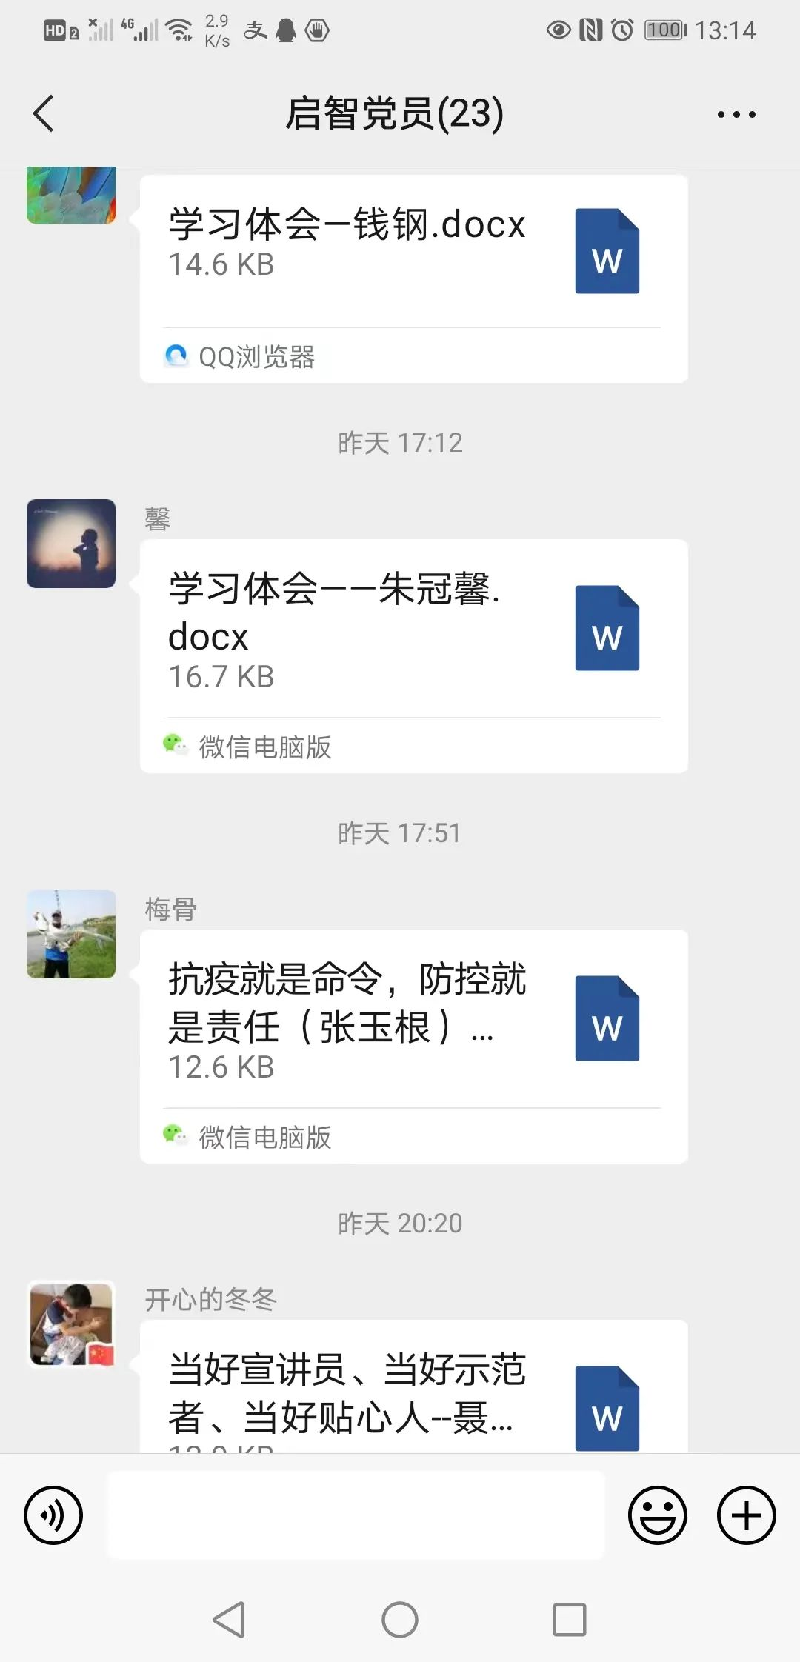 HD 2 4G 2.9 K/s 支 100 13:14
启智党员(23)
学习体会—钱钢.docx
14.6 KB
W
QQ浏览器
昨天 17:12
馨
学习体会——朱冠馨.
docx
16.7 KB
W
微信电脑版
昨天 17:51
梅骨
抗疫就是命令，防控就
是责任（张玉根）...
12.6 KB
W
微信电脑版
昨天 20:20
开心的冬冬
当好宣讲员、当好示范
者、当好贴心人--聂...
W